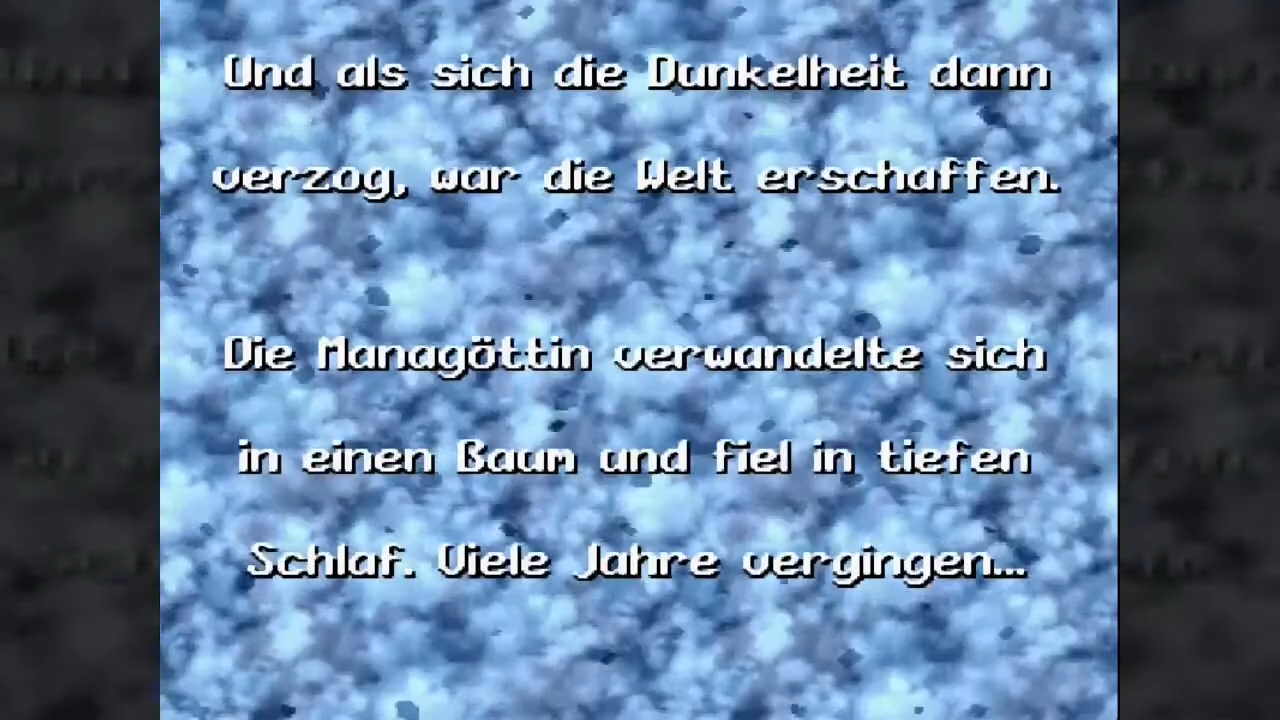 Und als sich die Dunkelheit dann
verzog, war die Welt erschaffen.
Die Managöttin verwandelte sich
in einen Baum und fiel in tiefen
Schlaf. Viele Jahre vergingen...